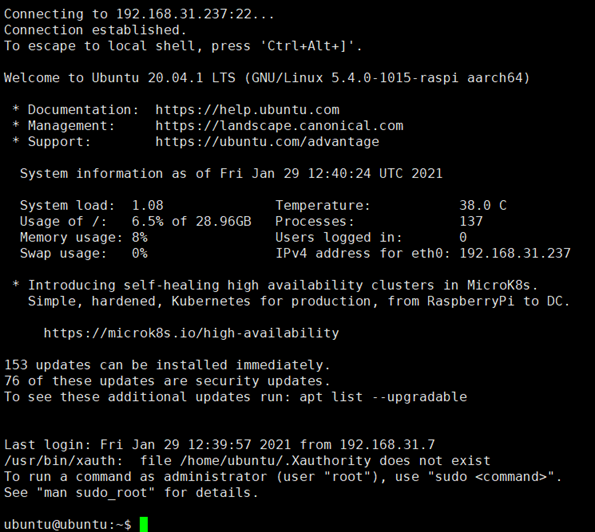 Connecting to 192.168.31.237:22...
Connection established.
To escape to local shell, press 'Ctrl+Alt+]'.
Welcome to Ubuntu 20.04.1 LTS (GNU/Linux 5.4.0-1015-raspi aarch64)
* Documentation:  https://help.ubuntu.com
* Management:     https://landscape.canonical.com
* Support:        https://ubuntu.com/advantage
System information as of Fri Jan 29 12:40:24 UTC 2021
System load:  1.08              Temperature:           38.0 C
Usage of /:   6.5% of 28.96GB   Processes:             137
Memory usage: 8%                Users logged in:       0
Swap usage:   0%                IPv4 address for eth0: 192.168.31.237
* Introducing self-healing high availability clusters in MicroK8s.
Simple, hardened, Kubernetes for production, from RaspberryPi to DC.
https://microk8s.io/high-availability
153 updates can be installed immediately.
76 of these updates are security updates.
To see these additional updates run: apt list --upgradable
Last login: Fri Jan 29 12:39:57 2021 from 192.168.31.7
/usr/bin/xauth:  file /home/ubuntu/.Xauthority does not exist
To run a command as administrator (user "root"), use "sudo <command>".
See "man sudo_root" for details.
ubuntu@ubuntu:~$